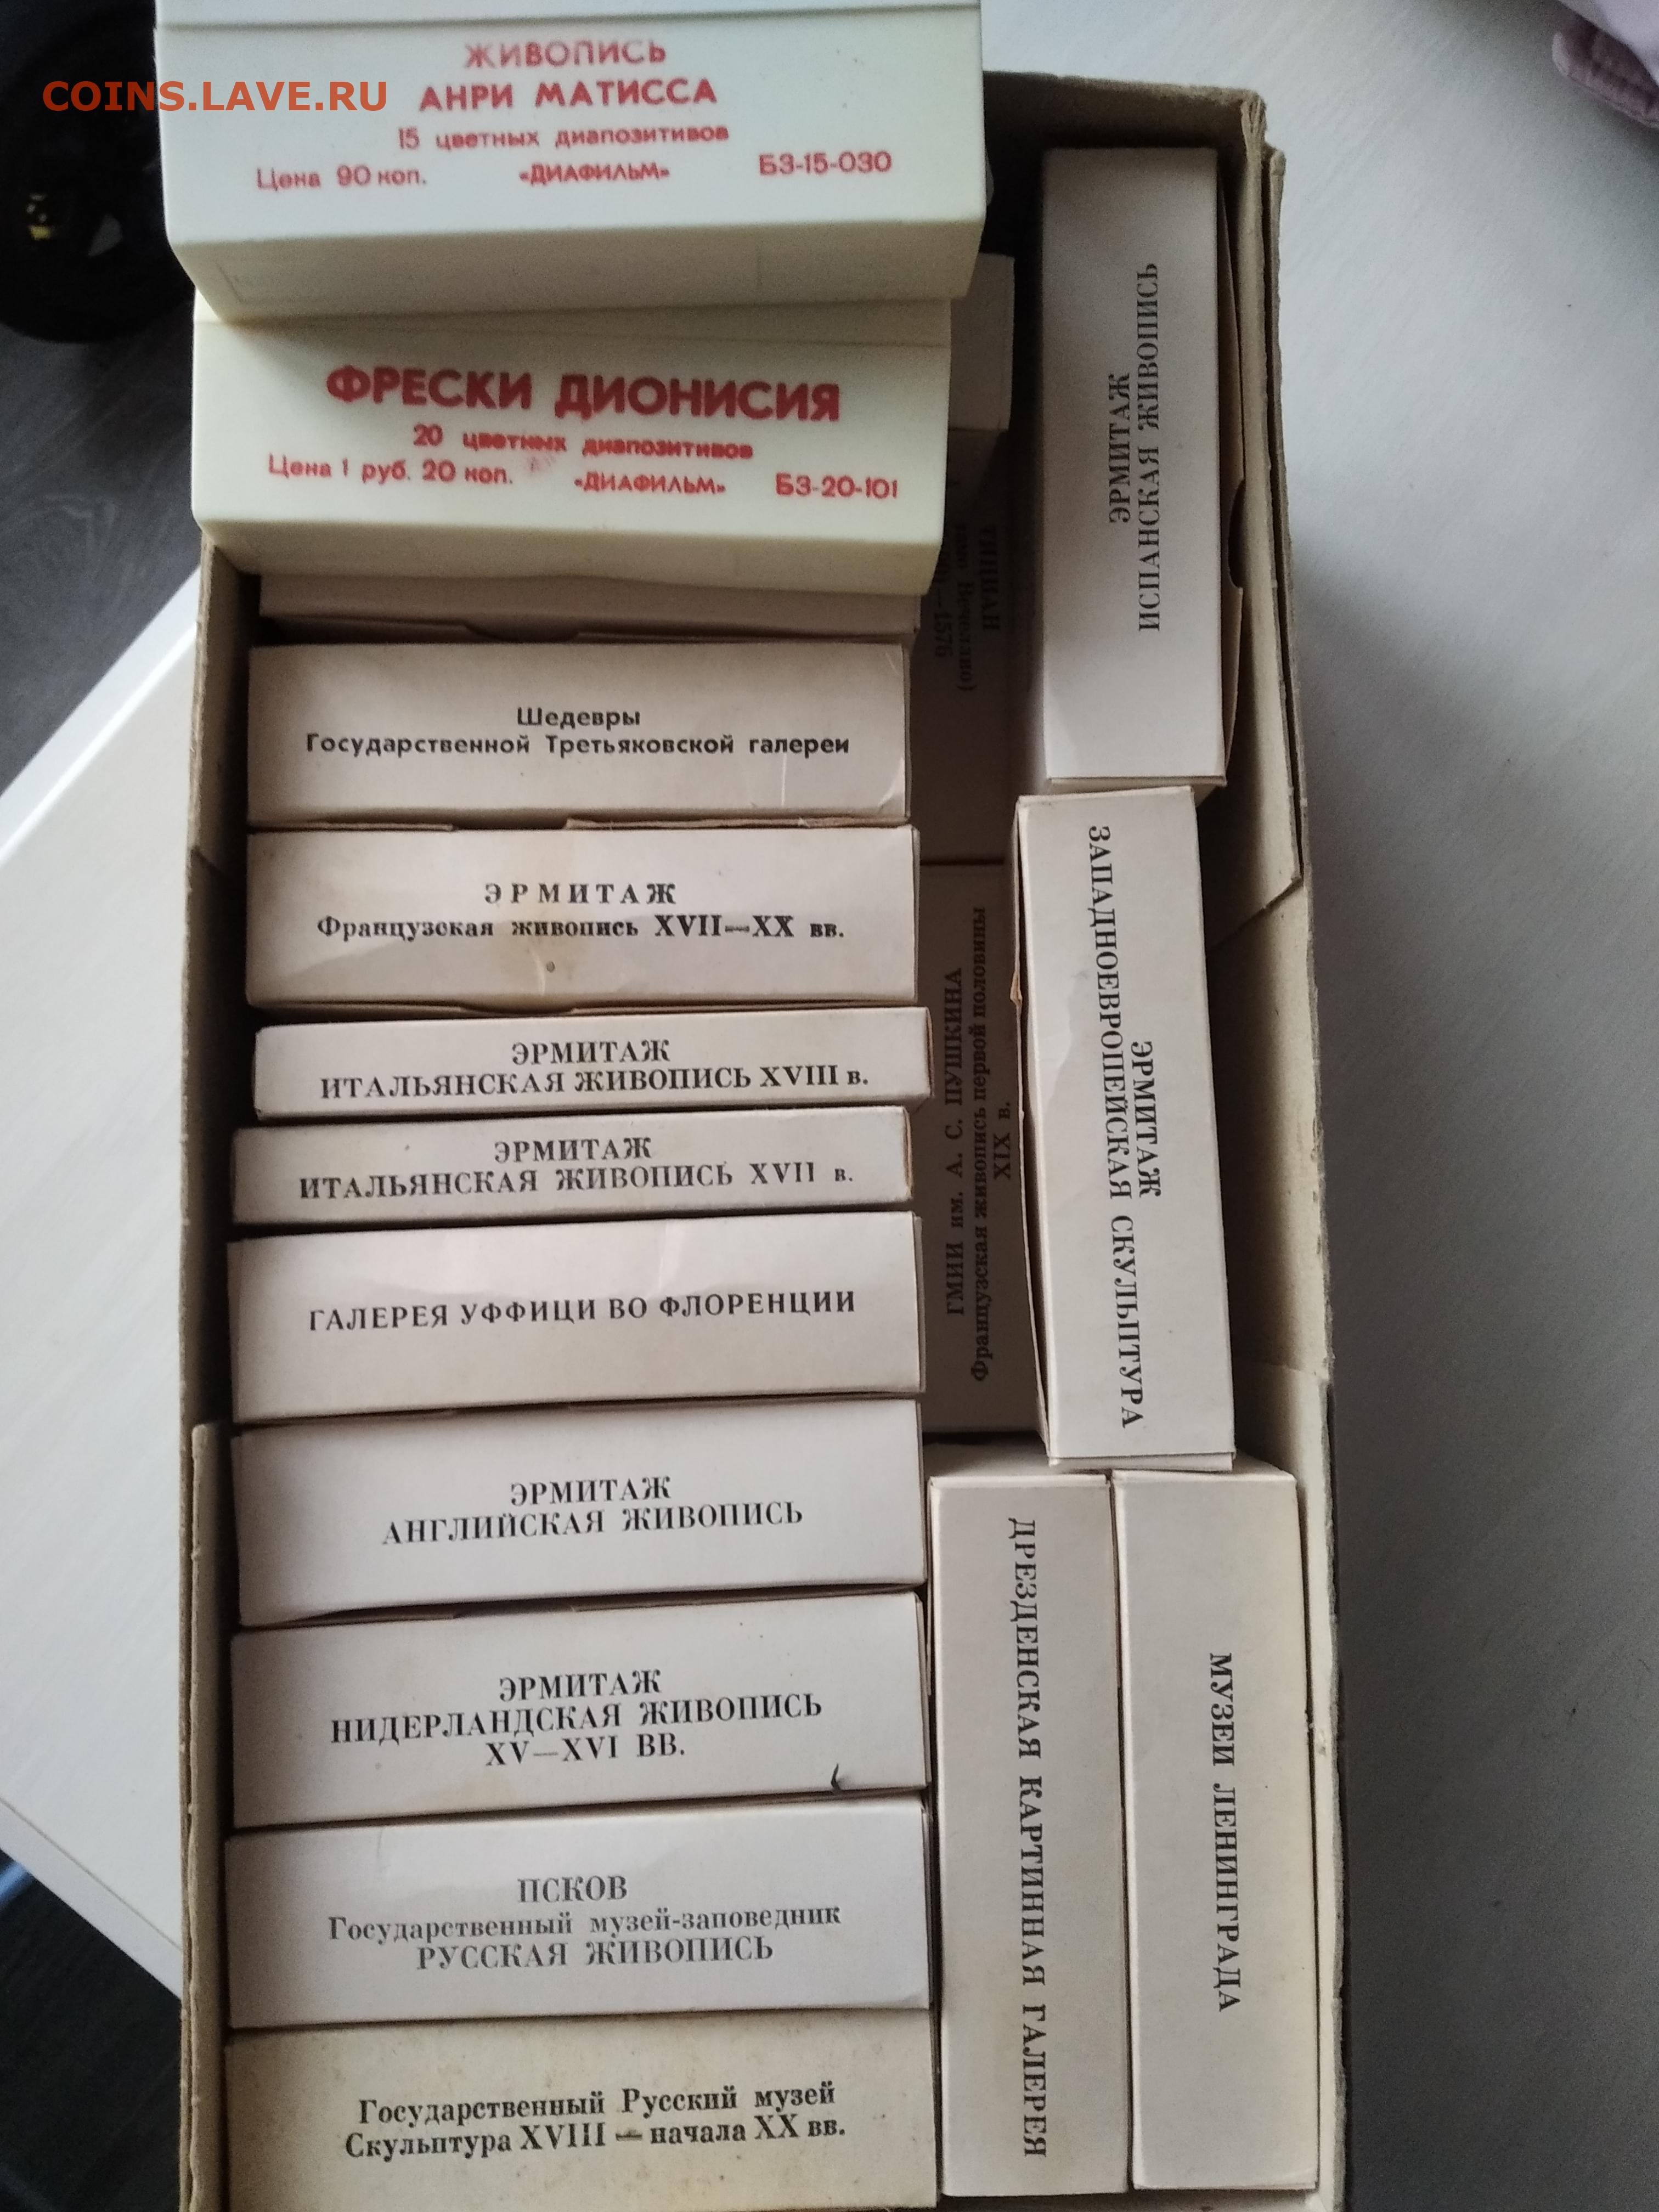 COINS.LAVE.RU
ЖИВОПИСЬ
АНРИ МАТИССА
15 цветных диапозитивов
Цена 90 коп. «ДИАФИЛЬМ» БЗ-15-030
ФРЕСКИ ДИОНИСИЯ
20 цветных диапозитивов
Цена 1 руб. 20 коп. «ДИАФИЛЬМ» БЗ-20-101
Шедевры
Государственной Третьяковской галереи
ЭРМИТАЖ
Французская живопись XVII—XX вв.
ЭРМИТАЖ
ИТАЛЬЯНСКАЯ ЖИВОПИСЬ XVIII в.
ЭРМИТАЖ
ИТАЛЬЯНСКАЯ ЖИВОПИСЬ XVII в.
ГАЛЕРЕЯ УФФИЦИ ВО ФЛОРЕНЦИИ
ЭРМИТАЖ
АНГЛИЙСКАЯ ЖИВОПИСЬ
ЭРМИТАЖ
НИДЕРЛАНДСКАЯ ЖИВОПИСЬ
XV—XVI ВВ.
ПСКОВ
Государственный музей-заповедник
РУССКАЯ ЖИВОПИСЬ
Государственный Русский музей
Скульптура XVIII — начала XX вв.
ТИЦИАН
Вечеллио)
—1576
ГМИИ им. А. С. ПУШКИНА
Французская живопись первой половины
XIX в.
ЭРМИТАЖ
ИСПАНСКАЯ ЖИВОПИСЬ
ЭРМИТАЖ
ЗАПАДНОЕВРОПЕЙСКАЯ СКУЛЬПТУРА
ДРЕЗДЕНСКАЯ КАРТИННАЯ ГАЛЕРЕЯ
МУЗЕИ ЛЕНИНГРАДА